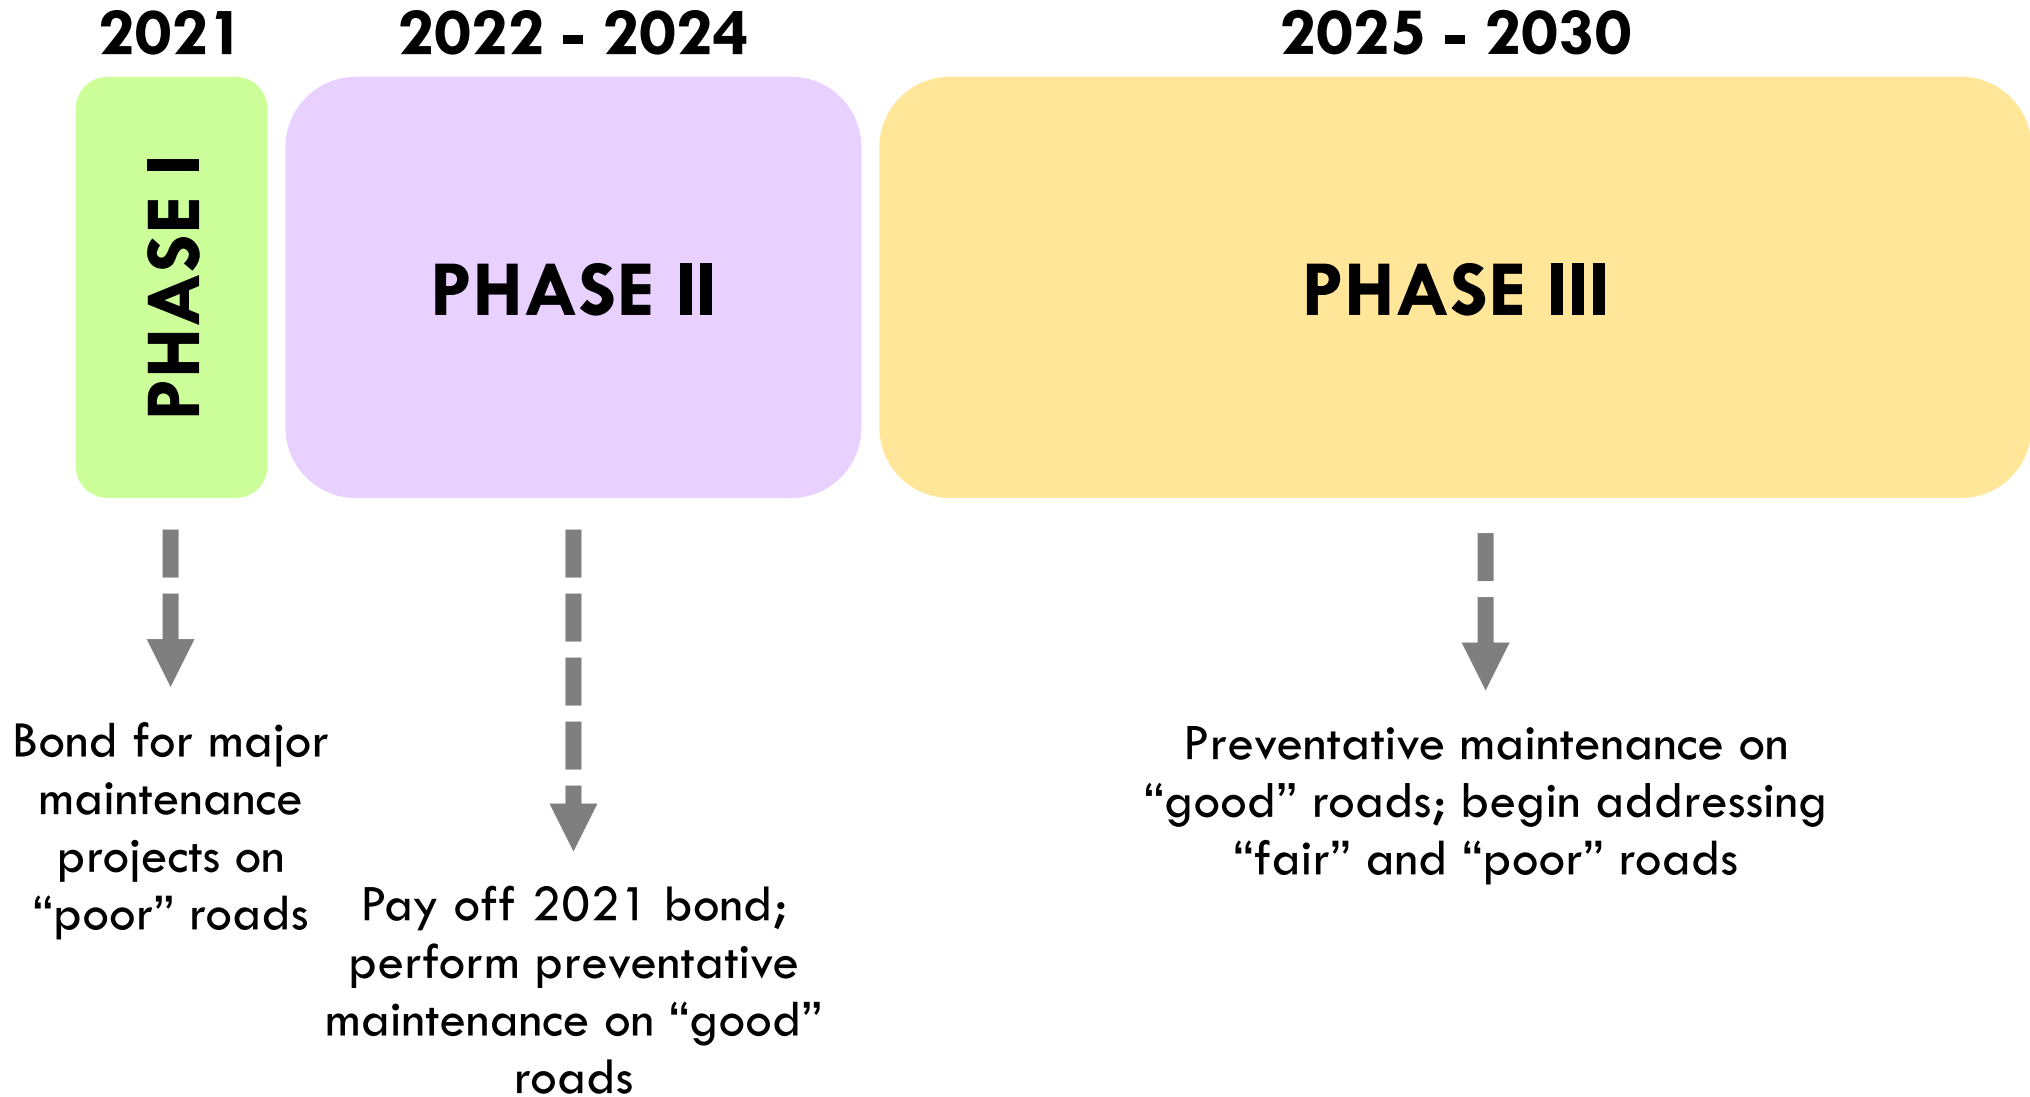 2021
2022 - 2024
2025 - 2030
PHASE I
PHASE II
PHASE III
Bond for major
maintenance
projects on
“poor” roads
Pay off 2021 bond;
perform preventative
maintenance on “good”
roads
Preventative maintenance on
“good” roads; begin addressing
“fair” and “poor” roads